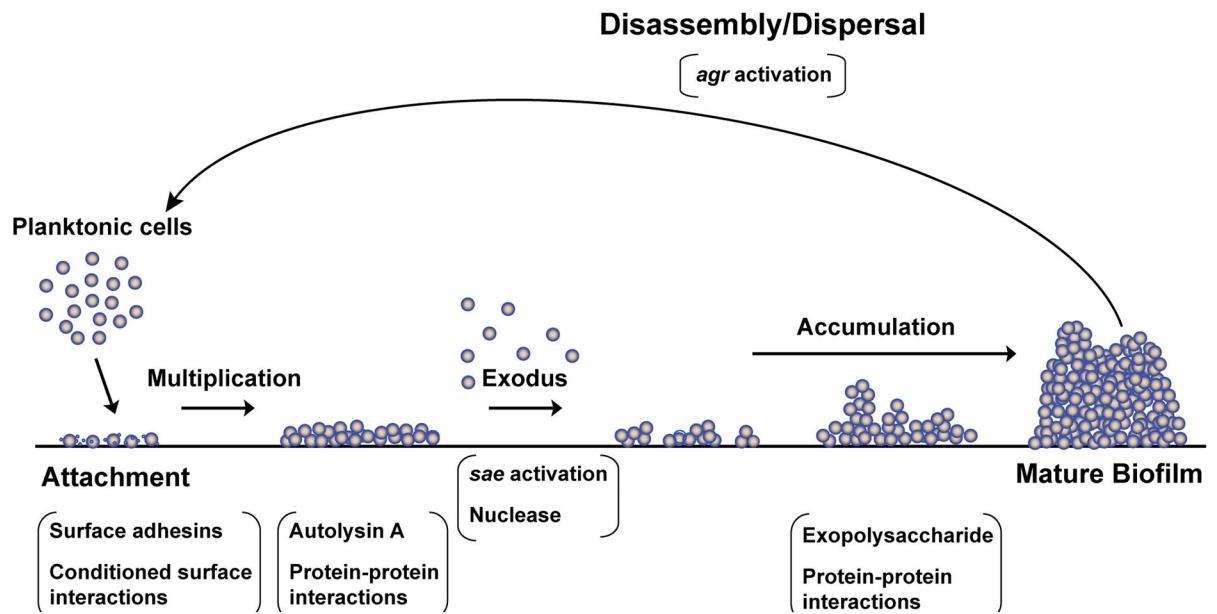 Disassembly/Dispersal
agr activation
Planktonic cells
Multiplication
Exodus
Accumulation
Attachment
Mature Biofilm
Surface adhesins
Conditioned surface
interactions
Autolysin A
Protein-protein
interactions
sae activation
Nuclease
Exopolysaccharide
Protein-protein
interactions